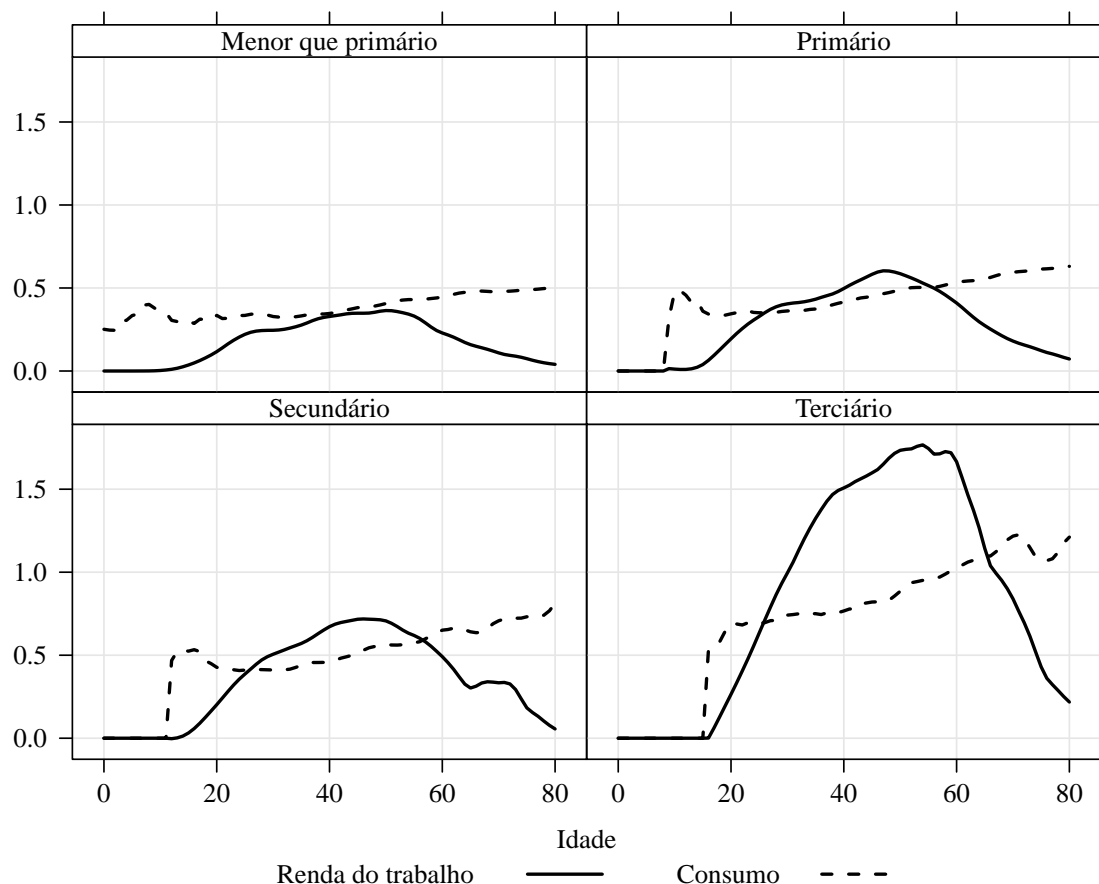 Menor que primário
Primário
1.5
1.0
0.5
0.0
Secundário
Terciário
1.5
1.0
0.5
0.0
0 20 40 60 80 0 20 40 60 80
Idade
Renda do trabalho Consumo